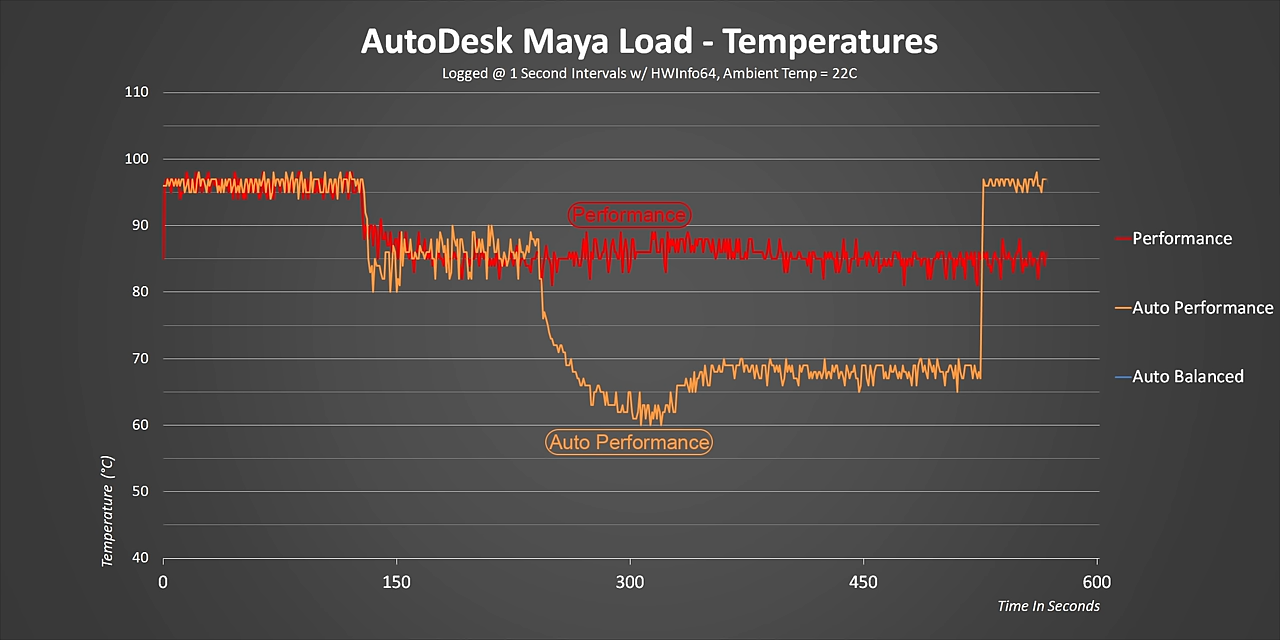 AutoDesk Maya Load - Temperatures
Logged @ 1 Second Intervals w/ HWInfo64, Ambient Temp = 22C
110
100
90
80
70
60
50
40
Temperature (°C)
Performance
Auto Performance
Performance
Auto Performance
Auto Balanced
0 150 300 450 600
Time In Seconds